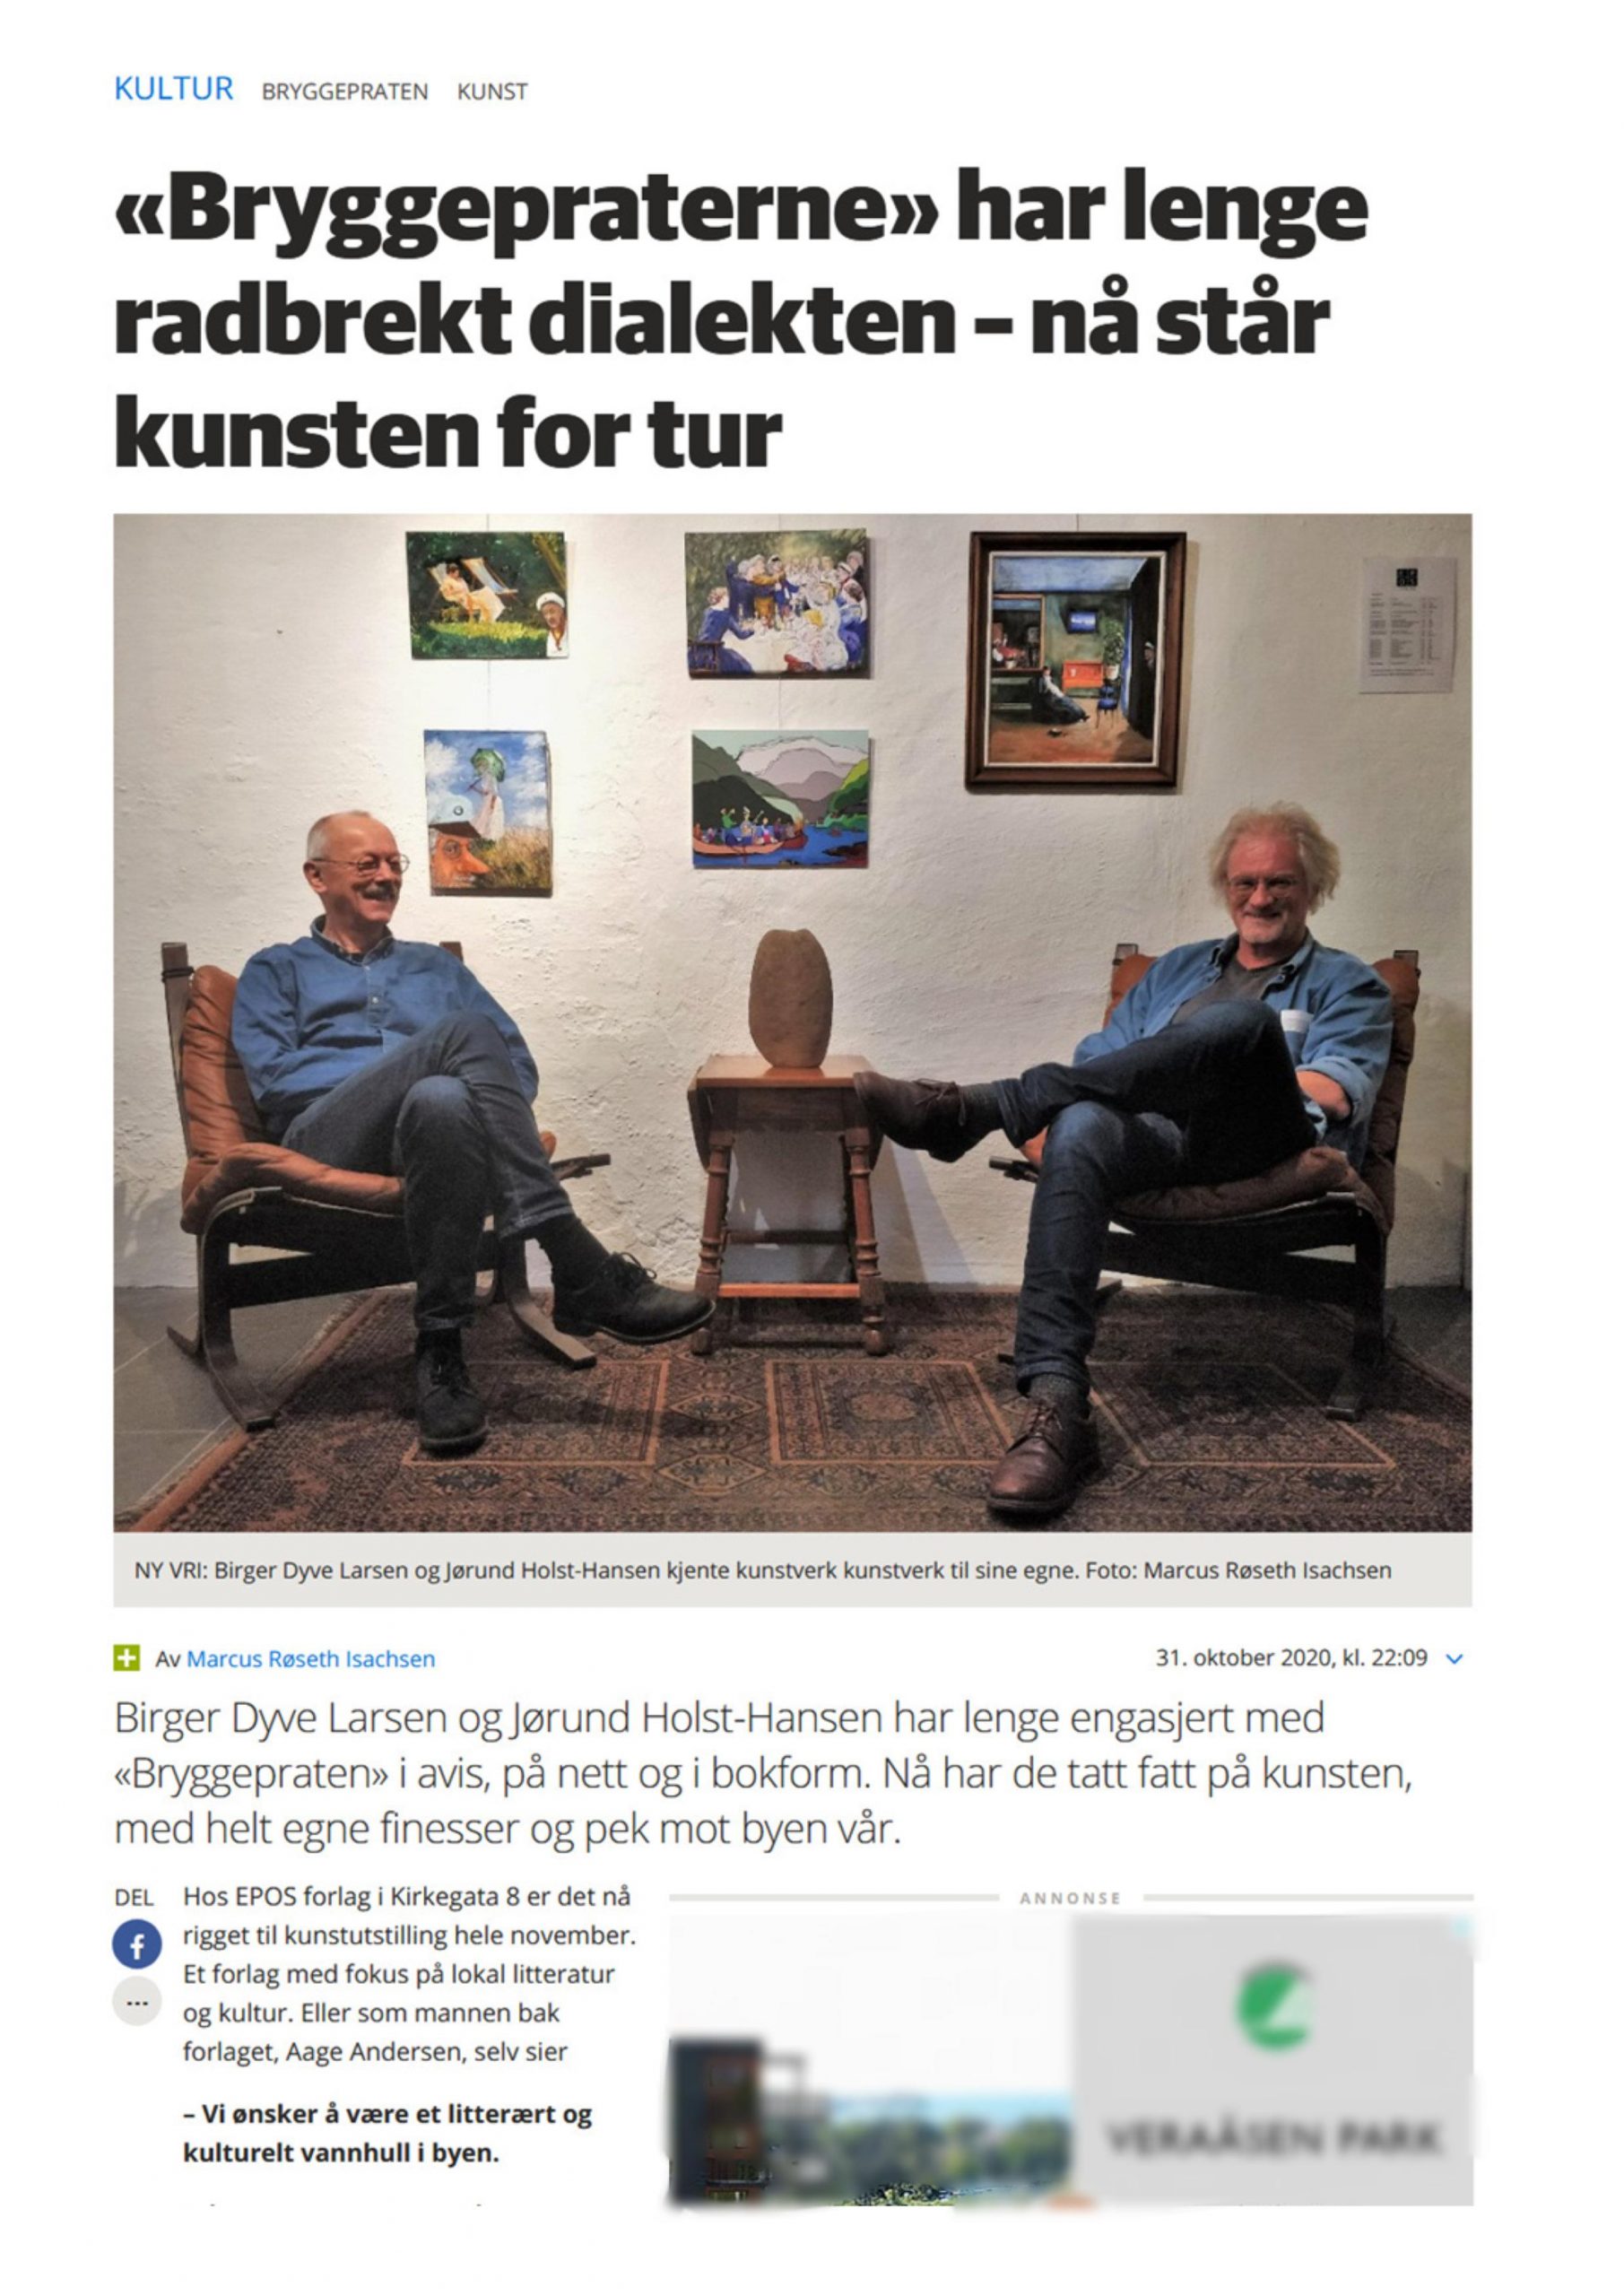 KULTUR BRYGGEPRATEN KUNST
«Bryggepraterne» har lenge
radbrekt dialekten – nå står
kunsten for tur
NY VRI: Birger Dyve Larsen og Jørund Holst-Hansen kjente kunstverk kunstverk til sine egne. Foto: Marcus Røseth Isachsen
Av Marcus Røseth Isachsen
31. oktober 2020, kl. 22:09
Birger Dyve Larsen og Jørund Holst-Hansen har lenge engasjert med
«Bryggepraten» i avis, på nett og i bokform. Nå har de tatt fatt på kunsten,
med helt egne finesser og pek mot byen vår.
DEL
Hos EPOS forlag i Kirkegata 8 er det nå
rigget til kunstutstilling hele november.
Et forlag med fokus på lokal litteratur
og kultur. Eller som mannen bak
forlaget, Aage Andersen, selv sier
– Vi ønsker å være et litterært og
kulturelt vannhull i byen.
ANNONSE
VERAÅSEN PARK